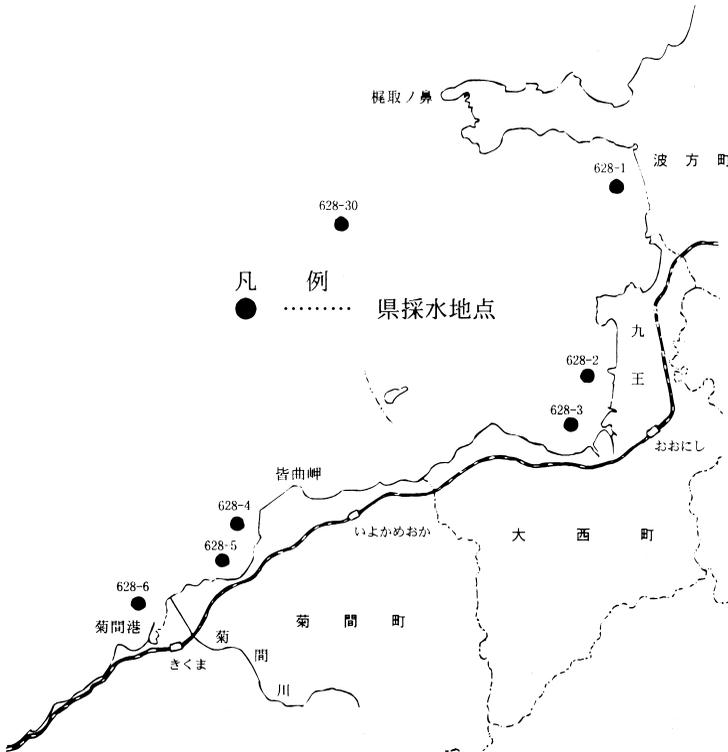 梶取ノ鼻
波方町
628-1
628-30
凡例
県採水地点
九王
628-2
628-3
おおにし
皆曲岬
628-4
いよかめおか
大西町
628-5
628-6
菊間港
菊間町
きくま
菊間川